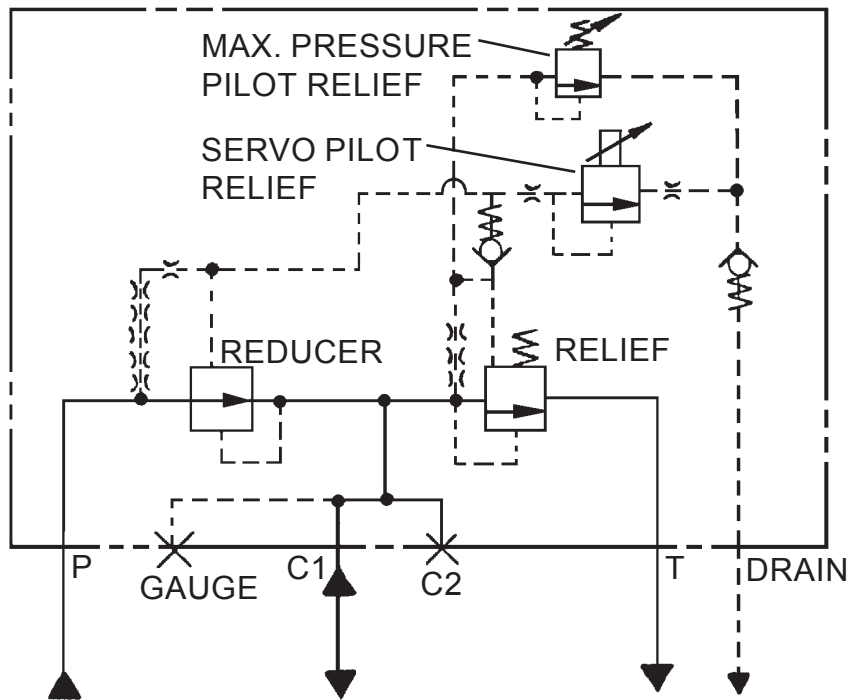 MAX. PRESSURE
PILOT RELIEF
SERVO PILOT
RELIEF
REDUCER
RELIEF
P
GAUGE
C1
C2
T
DRAIN